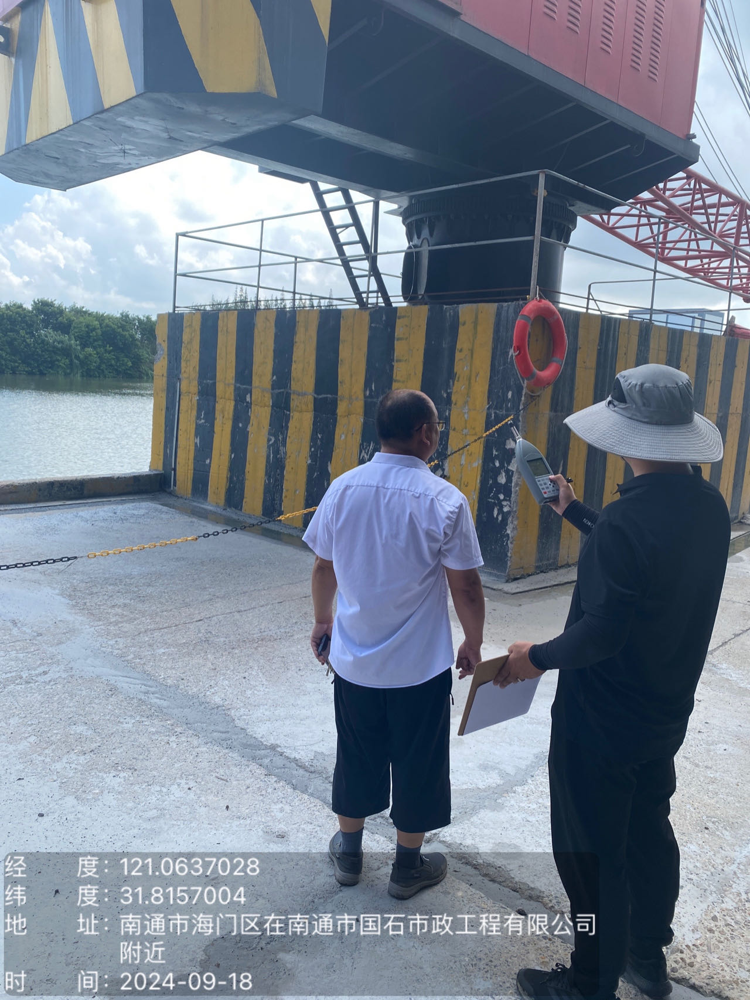 经度：121.0637028
纬度：31.8157004
地址：南通市海门区在南通市国石市政工程有限公司
附近
时间：2024-09-18